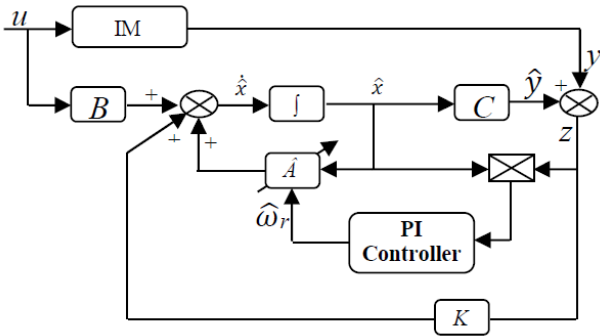 u
IM
y
B
+
+
+
ẋ̂
∫
x̂
C
ŷ
+
z
Â
ω̂r
PI
Controller
K